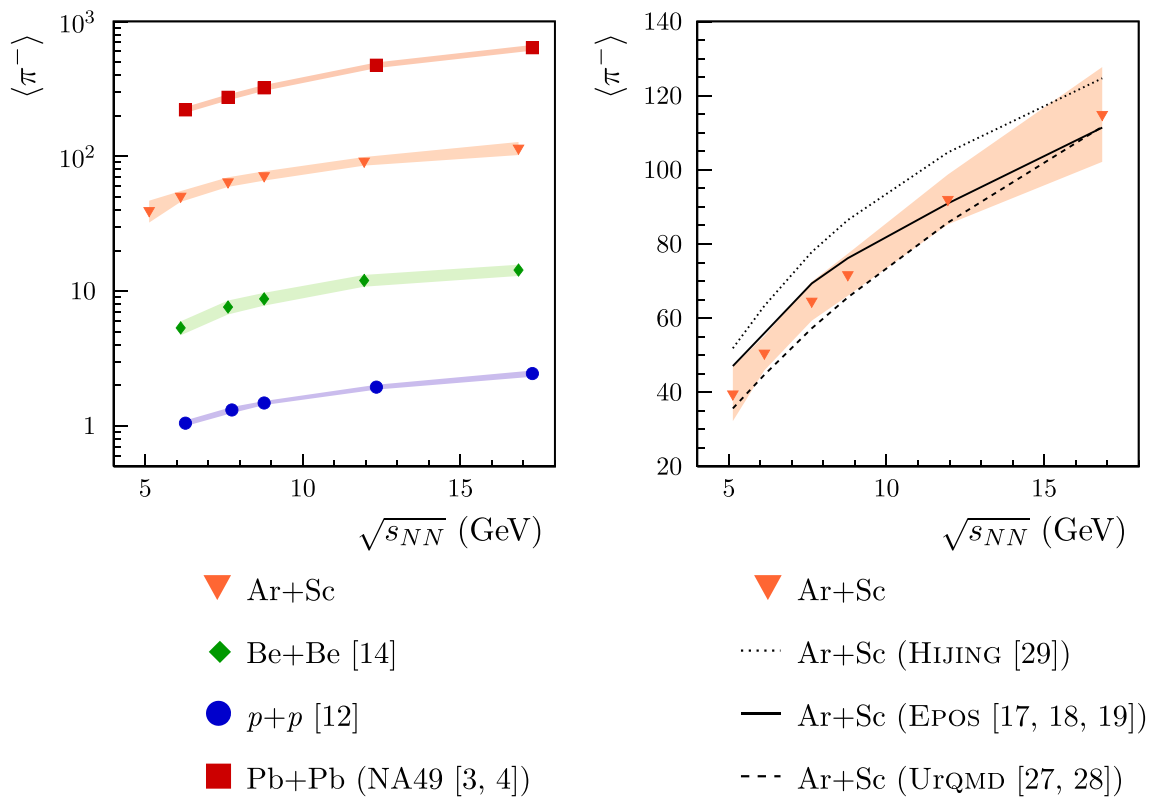 ⟨π⁻⟩
10³
10²
10
1
5 10 15
√s_NN (GeV)
Ar+Sc
Be+Be [14]
p+p [12]
Pb+Pb (NA49 [3, 4])
⟨π⁻⟩
140
120
100
80
60
40
20
5 10 15
√s_NN (GeV)
Ar+Sc
Ar+Sc (HIJING [29])
Ar+Sc (EPOS [17, 18, 19])
Ar+Sc (UrQMD [27, 28])